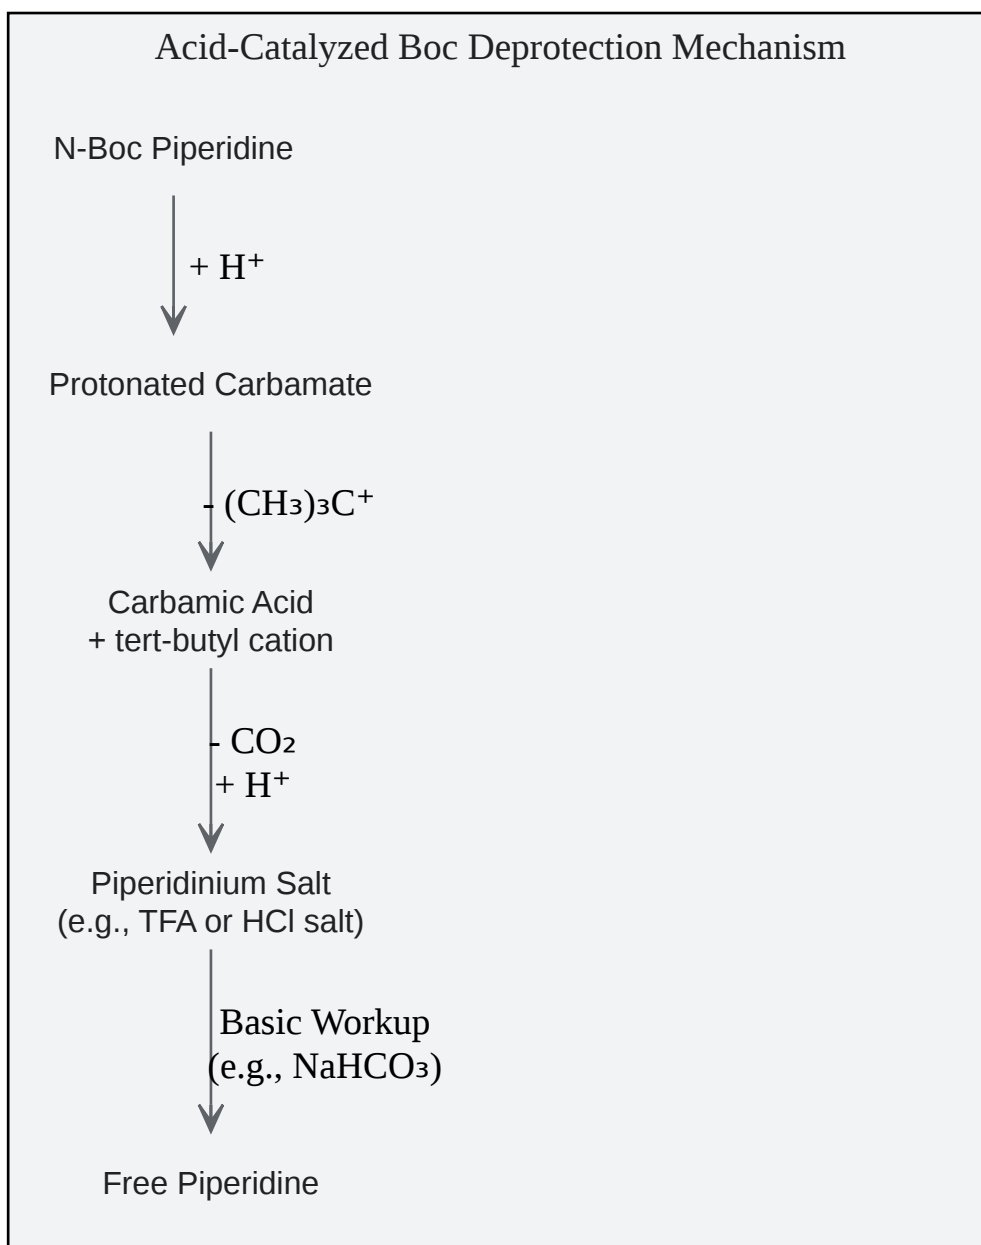 Acid-Catalyzed Boc Deprotection Mechanism
N-Boc Piperidine
+ H⁺
Protonated Carbamate
- (CH₃)₃C⁺
Carbamic Acid
+ tert-butyl cation
- CO₂
+ H⁺
Piperidinium Salt
(e.g., TFA or HCl salt)
Basic Workup
(e.g., NaHCO₃)
Free Piperidine